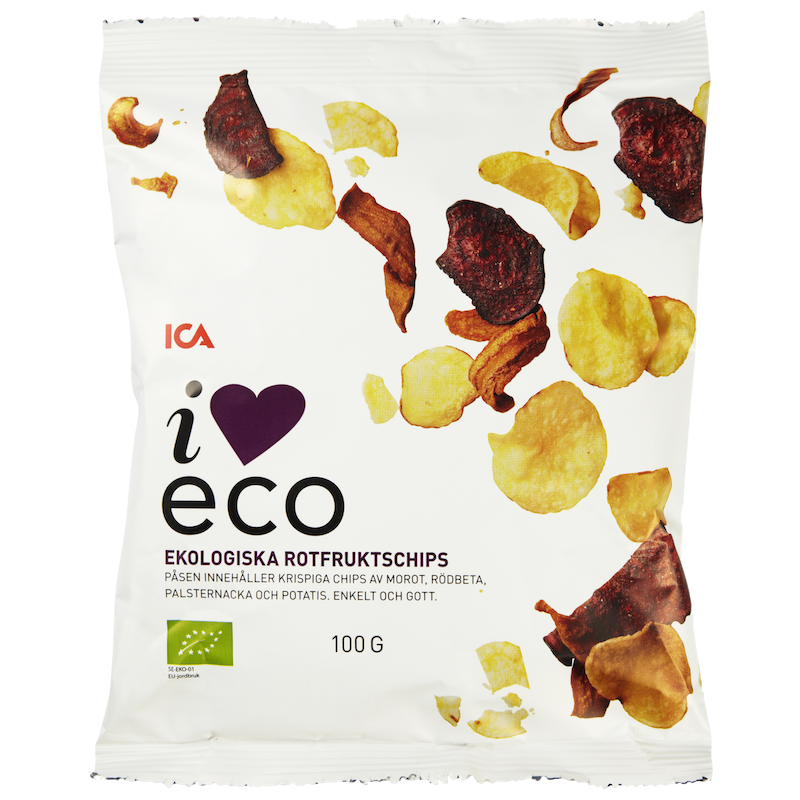 ICA
i
eco
EKOLOGISKA ROTFRUKTSCHIPS
PÅSEN INNEHÅLLER KRISPIGA CHIPS AV MOROT, RÖDBETA,
PALSTERNACKA OCH POTATIS. ENKELT OCH GOTT.
100 G
SE-EKO-01
EU-jordbruk